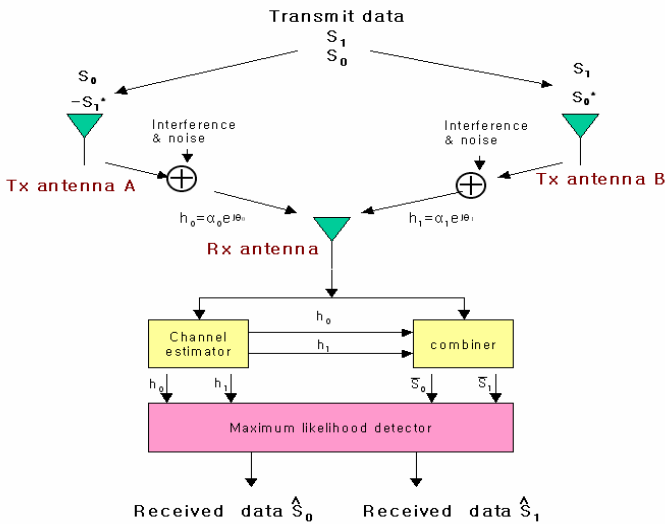 Transmit data
S₁
S₀
S₀
−S₁*
S₁
S₀*
Interference
& noise
Interference
& noise
Tx antenna A
Tx antenna B
h₀=α₀e^jθ₀
h₁=α₁e^jθ₁
Rx antenna
Channel
estimator
h₀
h₁
combiner
h₀
h₁
S̅₀
S̅₁
Maximum likelihood detector
Received data Ŝ₀
Received data Ŝ₁